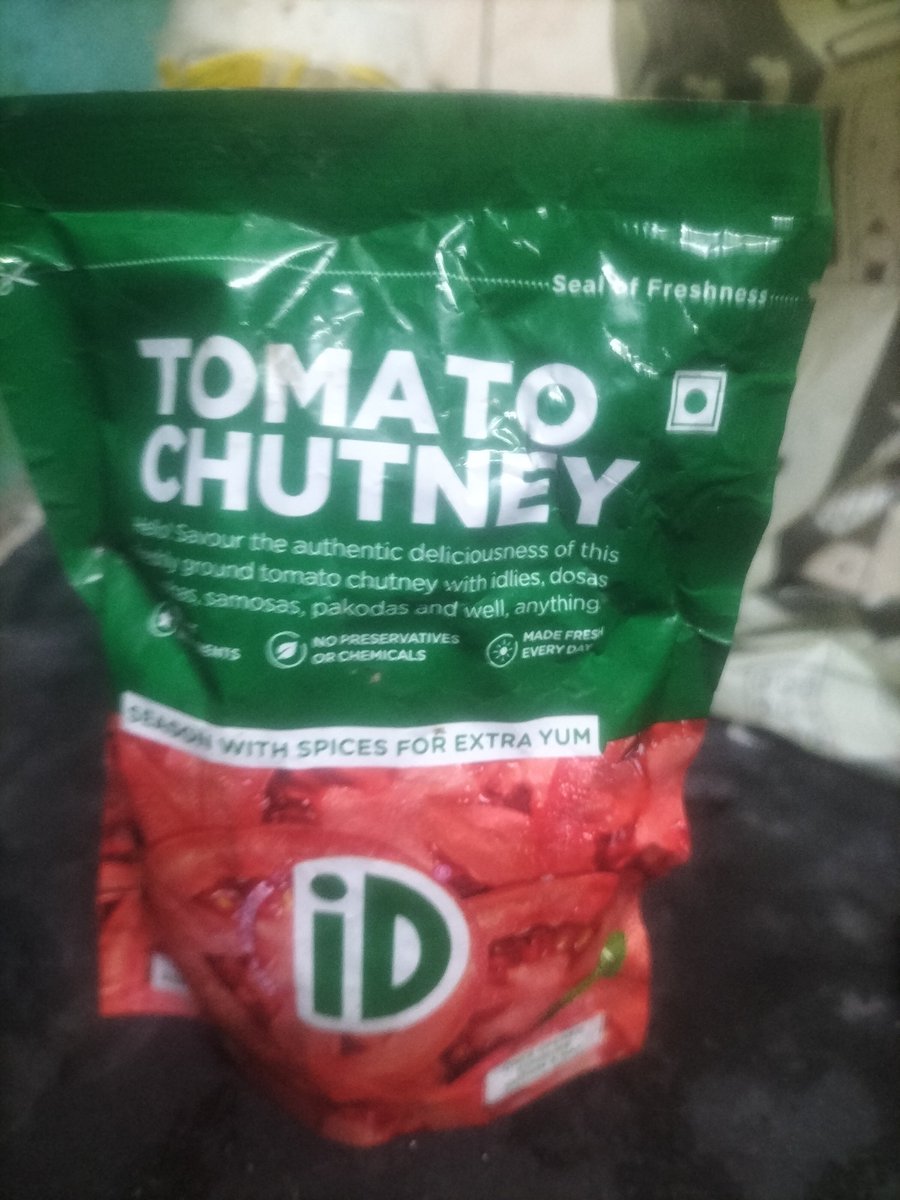 Seal of Freshness
TOMATO
CHUTNEY
Hello! Savour the authentic deliciousness of this
ground tomato chutney with idlies, dosas
samosas, pakodas and well, anything
NO PRESERVATIVES
OR CHEMICALS
MADE FRESH
EVERY DAY
SEASON WITH SPICES FOR EXTRA YUM
iD